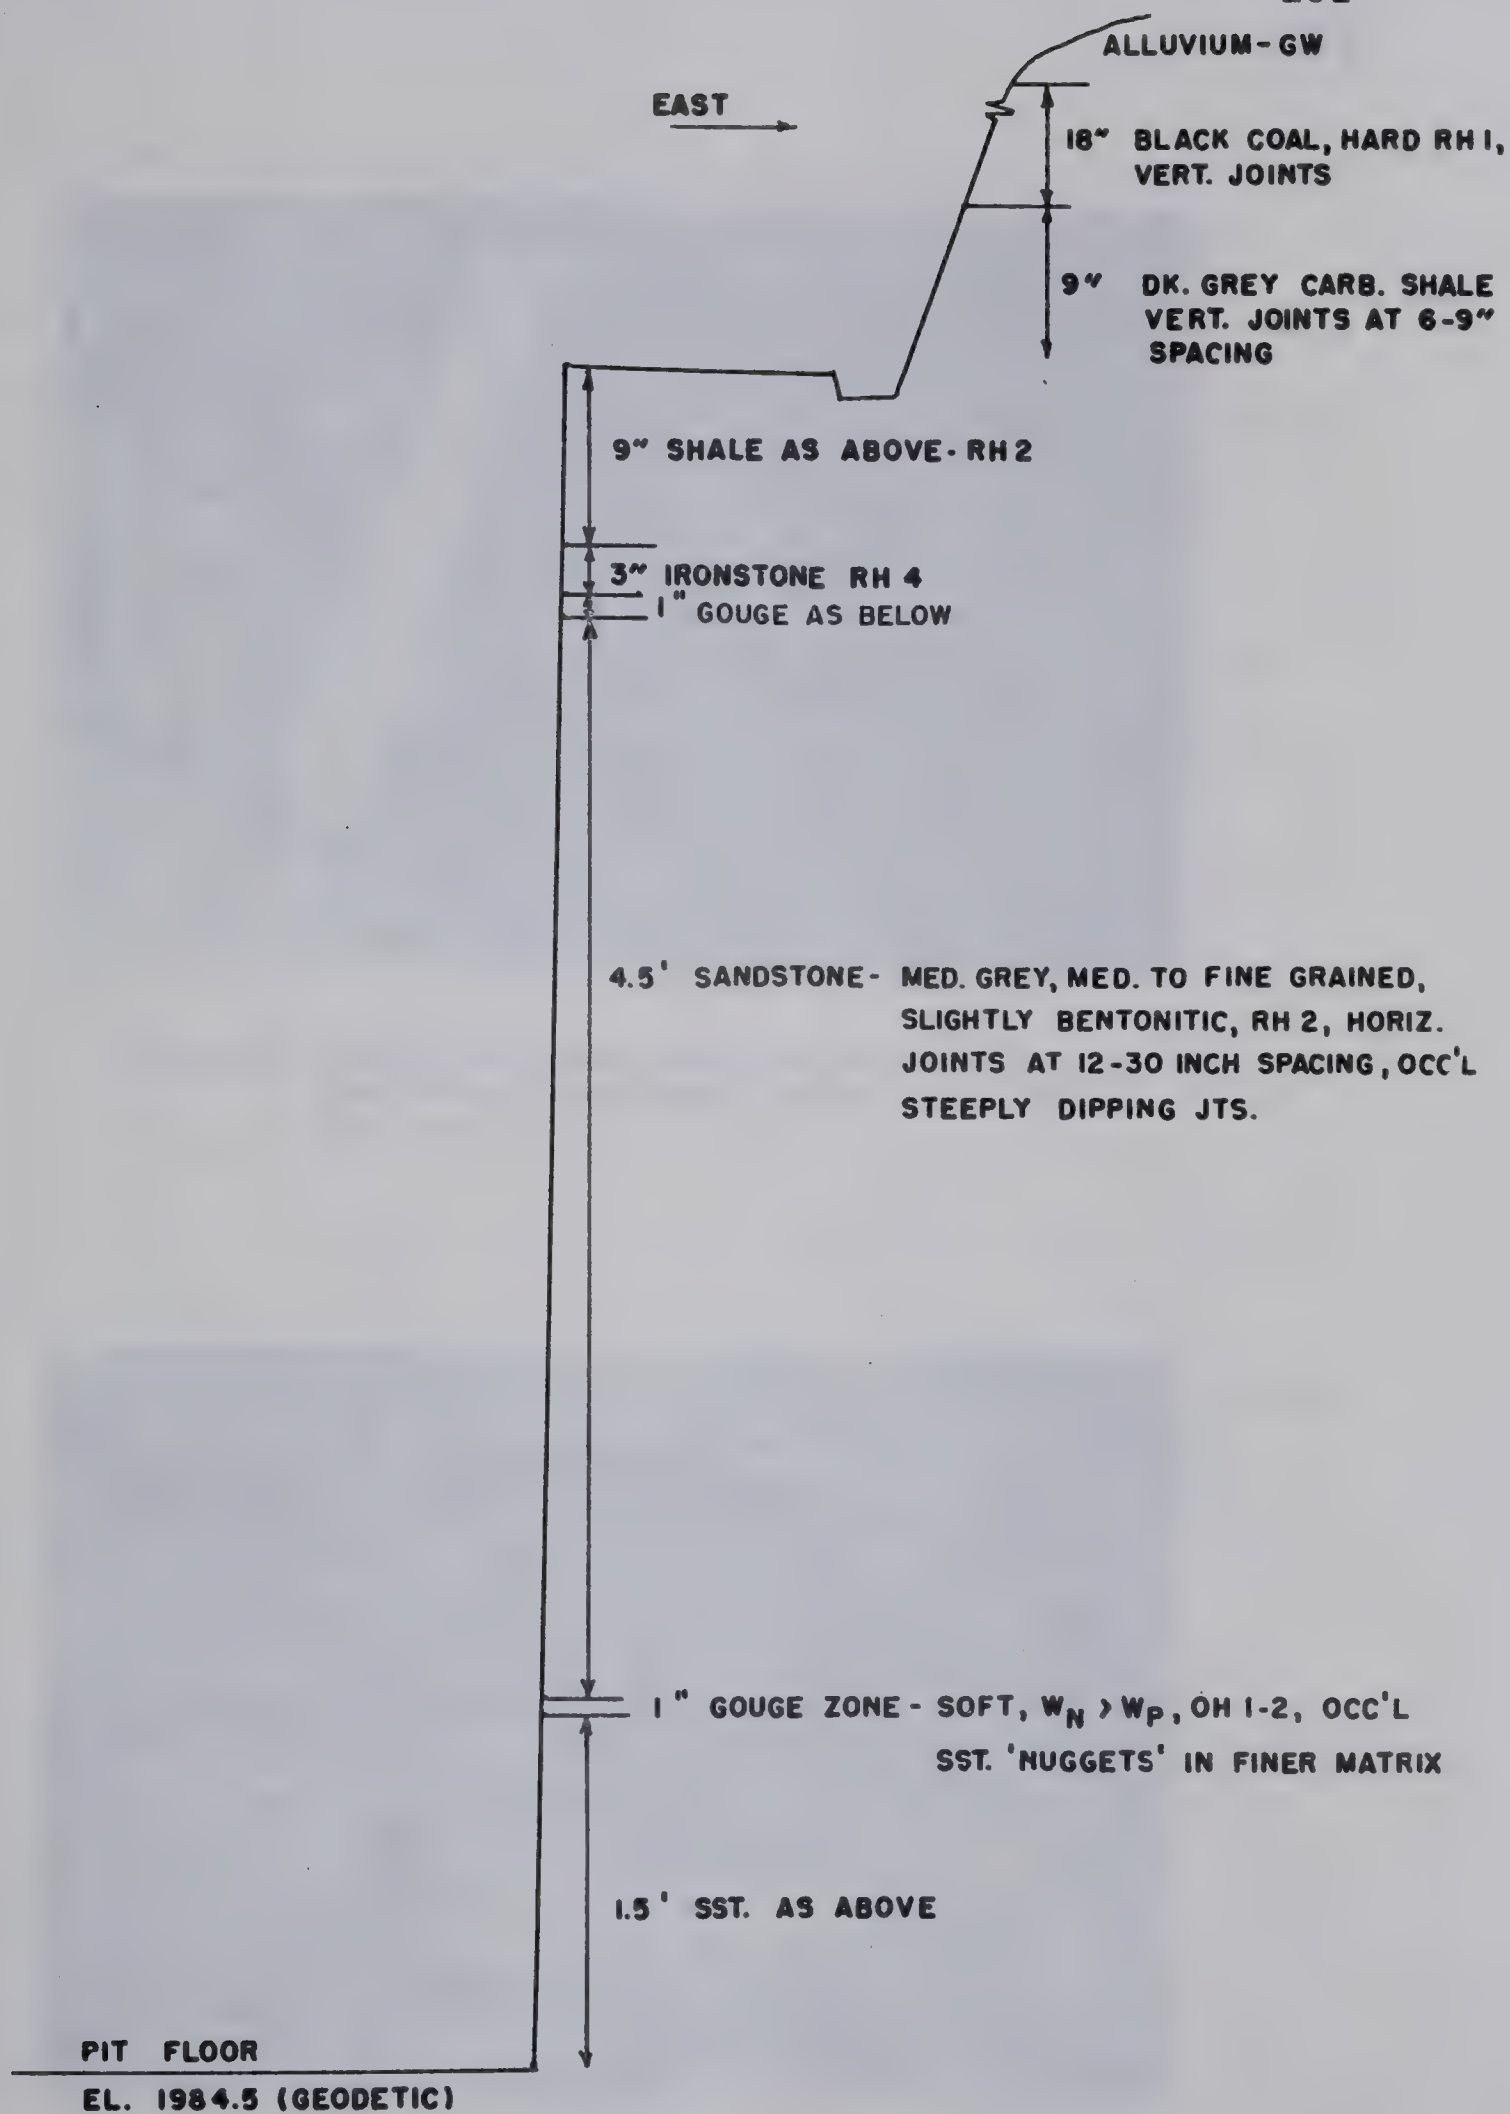 ALLUVIUM-GW
EAST
18" BLACK COAL, HARD RH 1,
VERT. JOINTS
9" DK. GREY CARB. SHALE
VERT. JOINTS AT 6-9"
SPACING
9" SHALE AS ABOVE- RH 2
3" IRONSTONE RH 4
1" GOUGE AS BELOW
4.5' SANDSTONE- MED. GREY, MED. TO FINE GRAINED,
SLIGHTLY BENTONITIC, RH 2, HORIZ.
JOINTS AT 12-30 INCH SPACING, OCC'L
STEEPLY DIPPING JTS.
1" GOUGE ZONE- SOFT, WN > WP, OH 1-2, OCC'L
SST. 'NUGGETS' IN FINER MATRIX
1.5' SST. AS ABOVE
PIT FLOOR
EL. 1984.5 (GEODETIC)